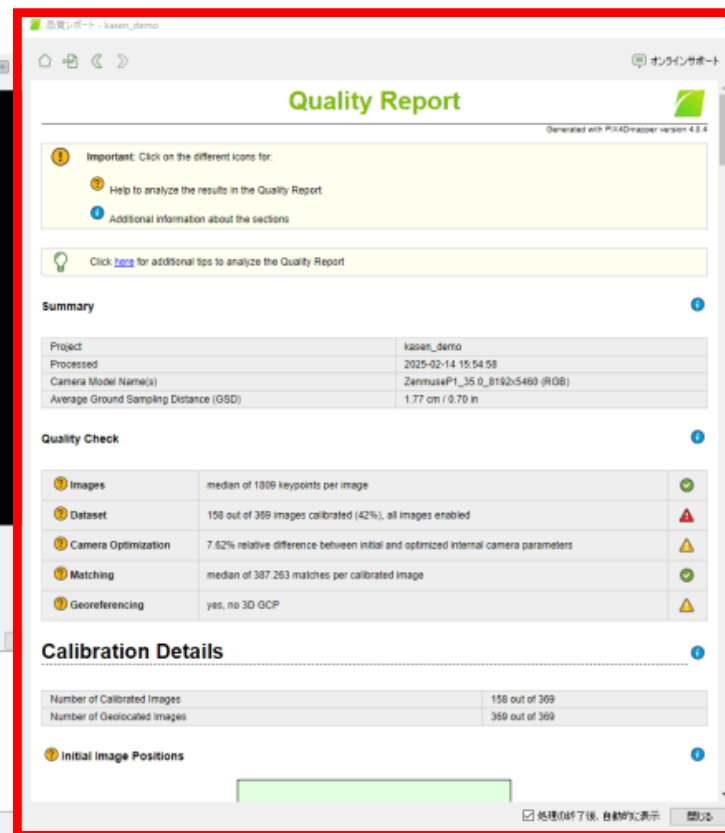 品質レポート - kasen_demo
オンラインサポート
Quality Report
Generated with PIX4Dmapper version 4.8.4
Important: Click on the different icons for:
Help to analyze the results in the Quality Report
Additional information about the sections
Click here for additional tips to analyze the Quality Report
Summary
Project kasen_demo
Processed 2025-02-14 15:54:58
Camera Model Name(s) ZenmuseP1_35.0_8192x5460 (RGB)
Average Ground Sampling Distance (GSD) 1.77 cm / 0.70 in
Quality Check
Images median of 1809 keypoints per image
Dataset 158 out of 369 images calibrated (42%), all images enabled
Camera Optimization 7.62% relative difference between initial and optimized internal camera parameters
Matching median of 387.263 matches per calibrated image
Georeferencing yes, no 3D GCP
Calibration Details
Number of Calibrated Images 158 out of 369
Number of Geolocated Images 369 out of 369
Initial Image Positions
処理の終了後、自動的に表示 閉じる